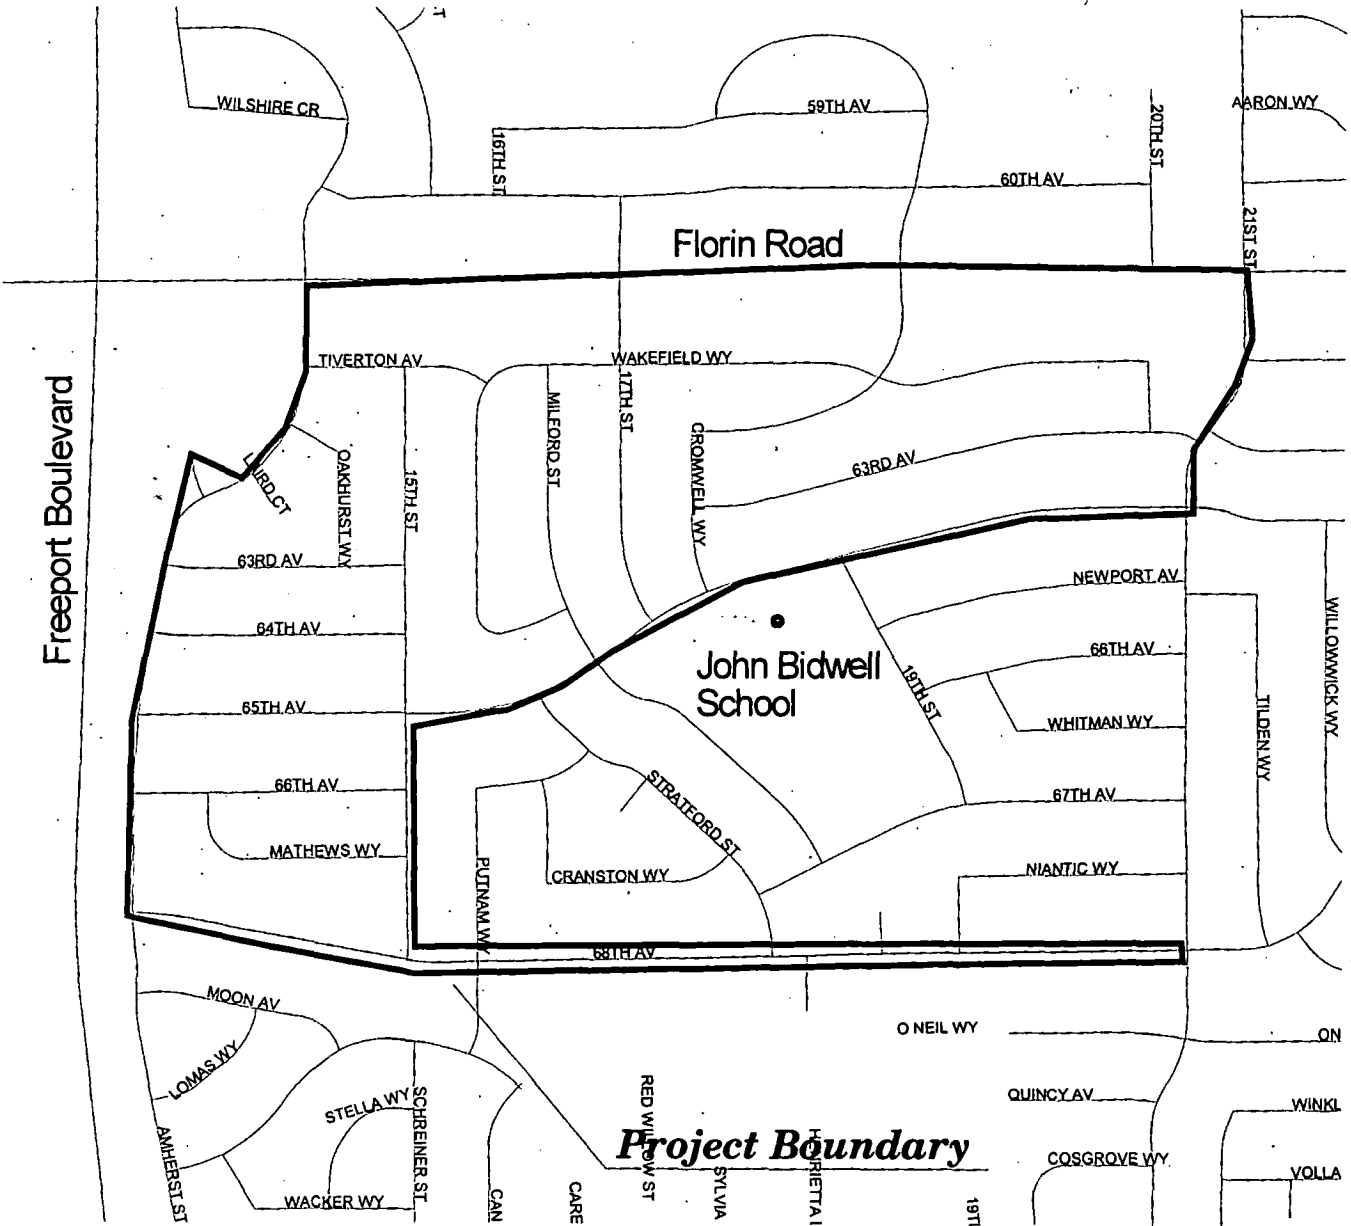 WILSHIRE CR
59TH AV
AARON WY
16TH ST
20TH ST
60TH AV
21ST ST
Florin Road
TIVERTON AV
WAKEFIELD WY
Freeport Boulevard
MILFORD ST
17TH ST
CROMWELL WY
63RD AV
LAIRD CT
OAKHURST WY
15TH ST
63RD AV
NEWPORT AV
WILLOWWICK WY
64TH AV
John Bidwell
School
66TH AV
19TH ST
65TH AV
WHITMAN WY
TILDEN WY
66TH AV
STRATFORD ST
67TH AV
MATHEWS WY
PUTNAM WY
CRANSTON WY
NIANTIC WY
68TH AV
MOON AV
O NEIL WY
ON
LOMAS WY
STELLA WY
SCHREINER ST
RED WILLOW ST
QUINCY AV
WINKL
AMHERST ST
Project Boundary
COSGROVE WY
VOLLA
WACKER WY
CAN
CARE
SYLVIA
19T